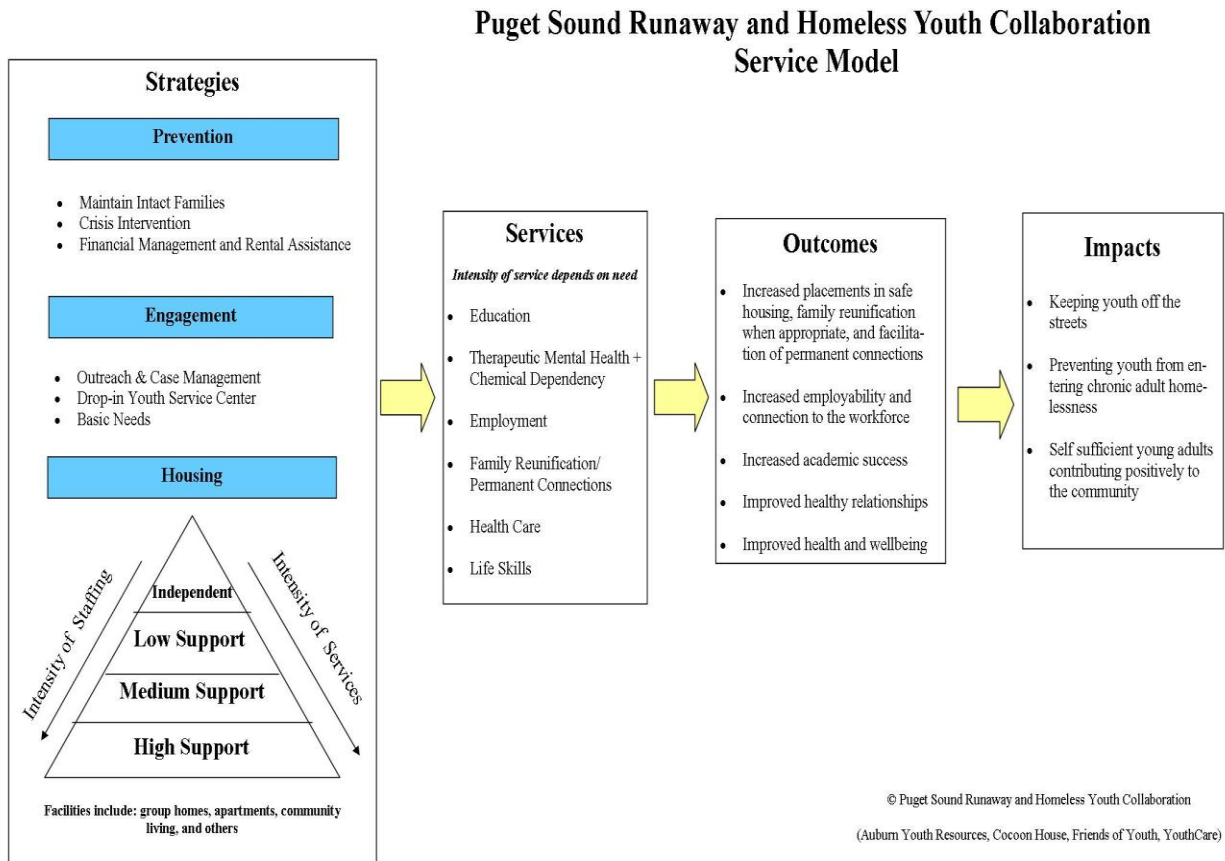 Puget Sound Runaway and Homeless Youth Collaboration
Service Model
Strategies
Prevention
• Maintain Intact Families
• Crisis Intervention
• Financial Management and Rental Assistance
Engagement
• Outreach & Case Management
• Drop-in Youth Service Center
• Basic Needs
Housing
Intensity of Staffing
Intensity of Services
Independent
Low Support
Medium Support
High Support
Facilities include: group homes, apartments, community
living, and others
Services
Intensity of service depends on need
• Education
• Therapeutic Mental Health +
Chemical Dependency
• Employment
• Family Reunification/
Permanent Connections
• Health Care
• Life Skills
Outcomes
• Increased placements in safe
housing, family reunification
when appropriate, and facilita-
tion of permanent connections
• Increased employability and
connection to the workforce
• Increased academic success
• Improved healthy relationships
• Improved health and wellbeing
Impacts
• Keeping youth off the
streets
• Preventing youth from en-
tering chronic adult home-
lessness
• Self sufficient young adults
contributing positively to
the community
© Puget Sound Runaway and Homeless Youth Collaboration
(Auburn Youth Resources, Cocoon House, Friends of Youth, YouthCare)